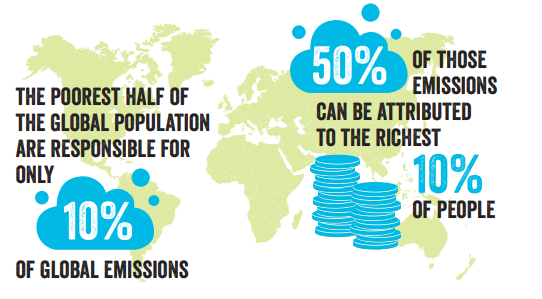 THE POOREST HALF OF
THE GLOBAL POPULATION
ARE RESPONSIBLE FOR
ONLY
10%
OF GLOBAL EMISSIONS
50%
OF THOSE
EMISSIONS
CAN BE ATTRIBUTED
TO THE RICHEST
10%
OF PEOPLE